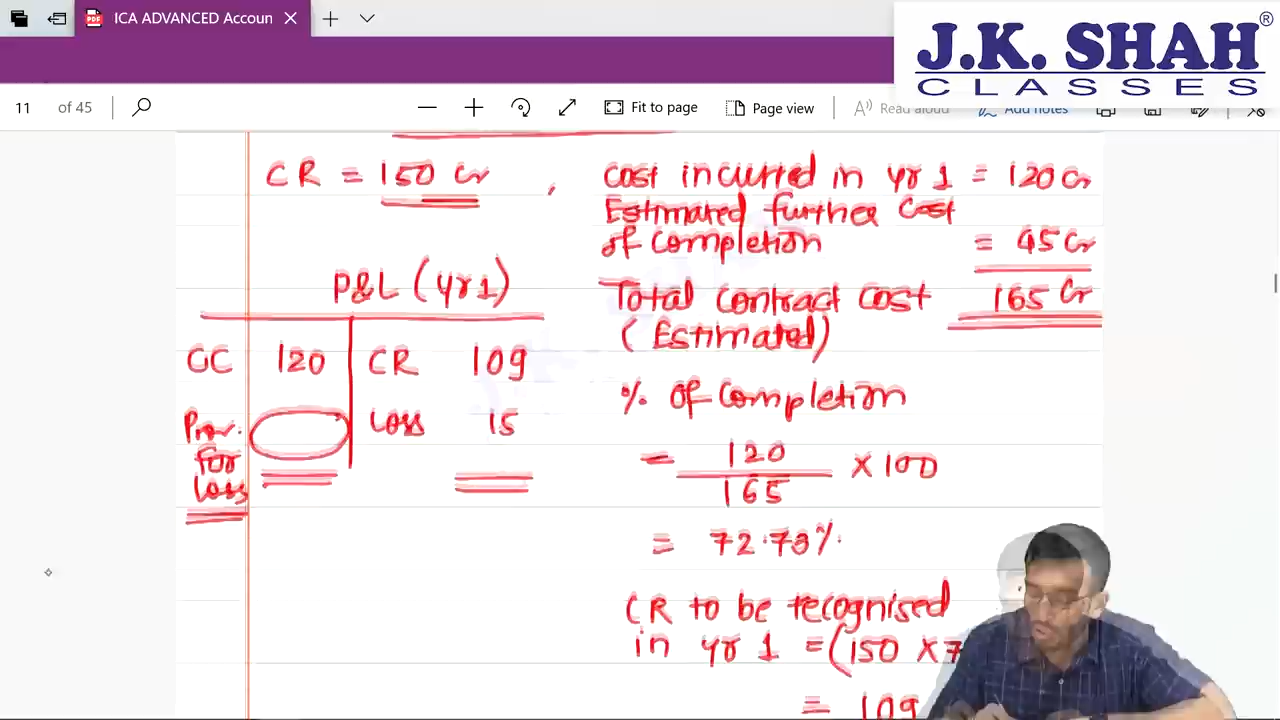 ICA ADVANCED Accoun
J.K. SHAH®
CLASSES
11 of 45
Fit to page
Page view
Read aloud
Add notes
CR = 150 Cr ,
Cost incurred in yr 1 = 120 Cr
Estimated further Cost
of Completion = 45 Cr
Total Contract Cost 165 Cr
(Estimated)
P&L (yr 1)
CC 120 CR 109
Prov. Loss 15
for
loss
% of Completion
= 120 / 165 × 100
= 72.73%
CR to be recognised
in yr 1 = (150 × 7
= 109